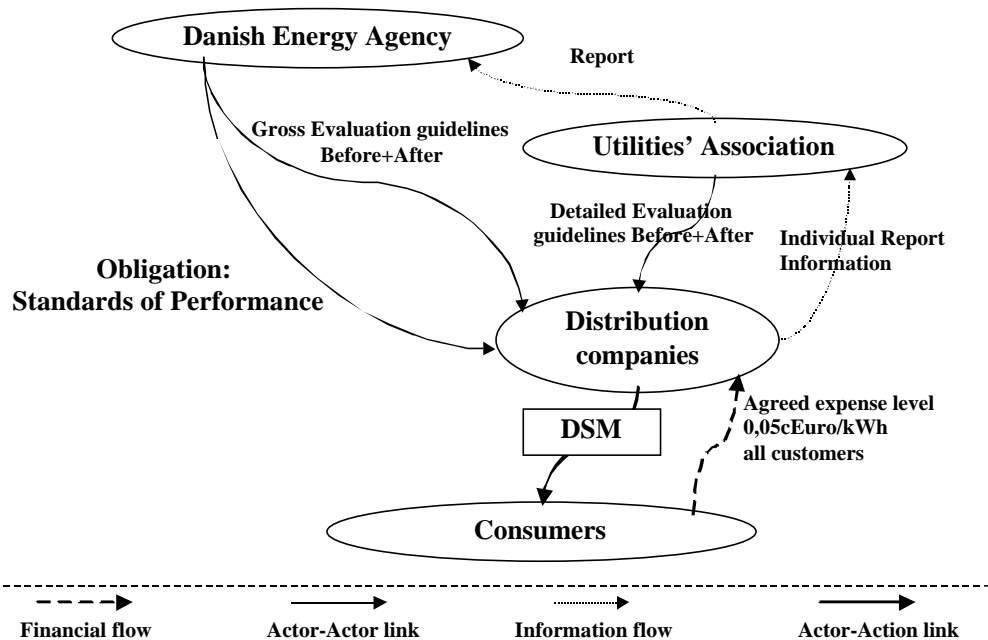 Danish Energy Agency
Report
Gross Evaluation guidelines
Before+After
Utilities’ Association
Detailed Evaluation
guidelines Before+After
Individual Report
Information
Obligation:
Standards of Performance
Distribution
companies
Agreed expense level
0,05cEuro/kWh
all customers
DSM
Consumers
Financial flow
Actor-Actor link
Information flow
Actor-Action link